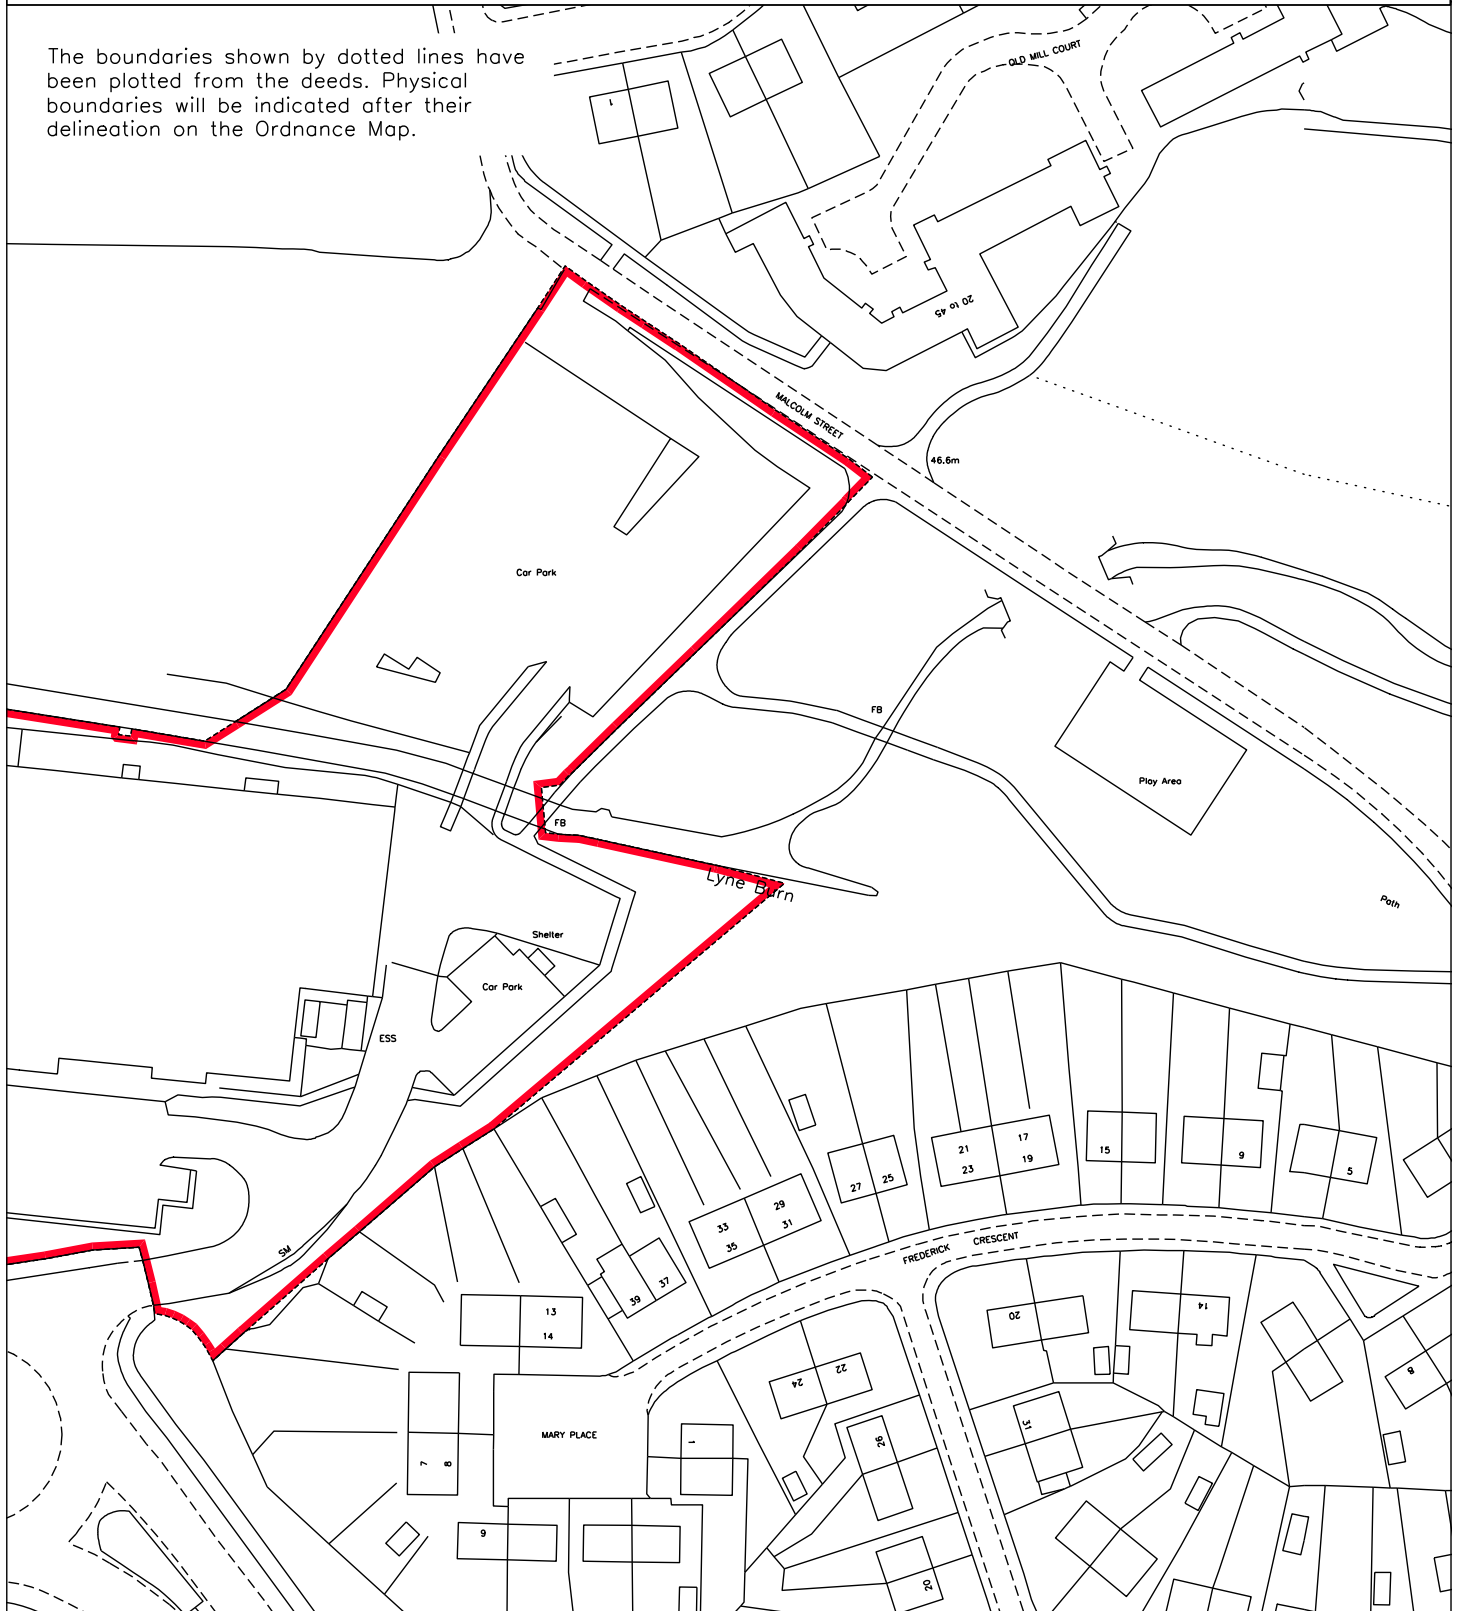 The boundaries shown by dotted lines have
been plotted from the deeds. Physical
boundaries will be indicated after their
delineation on the Ordnance Map.
OLD MILL COURT
1
20 to 45
MALCOLM STREET
46.6m
Car Park
FB
Play Area
FB
Lyne Burn
Path
Shelter
Car Park
ESS
SM
21
17
23
19
15
9
5
27
25
29
31
33
35
37
39
FREDERICK CRESCENT
13
14
20
14
22
24
8
31
26
MARY PLACE
1
7
8
9
20